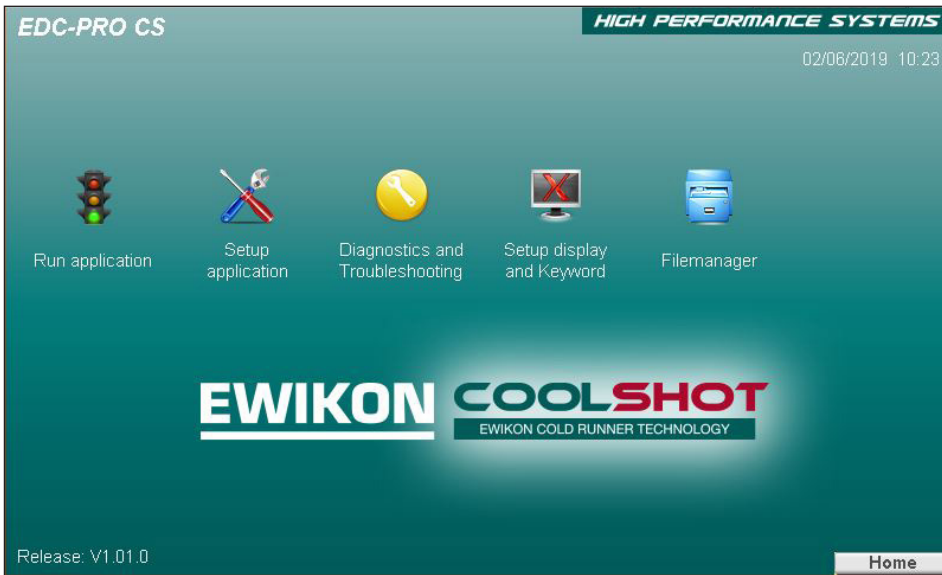 EDC-PRO CS
HIGH PERFORMANCE SYSTEMS
02/06/2019 10:23
Run application
Setup
application
Diagnostics and
Troubleshooting
Setup display
and Keyword
Filemanager
EWIKON
COOLSHOT
EWIKON COLD RUNNER TECHNOLOGY
Release: V1.01.0
Home